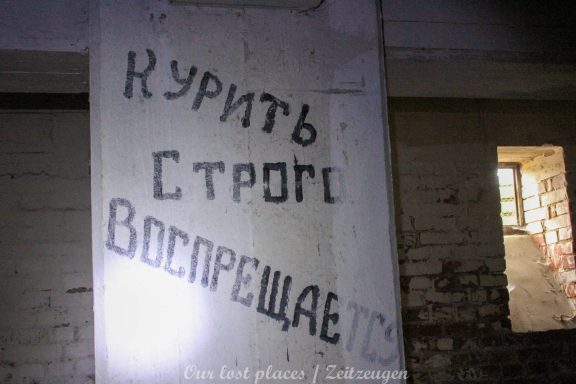 Курить
строго
Воспрещается
Our lost places / Zeitzeugen